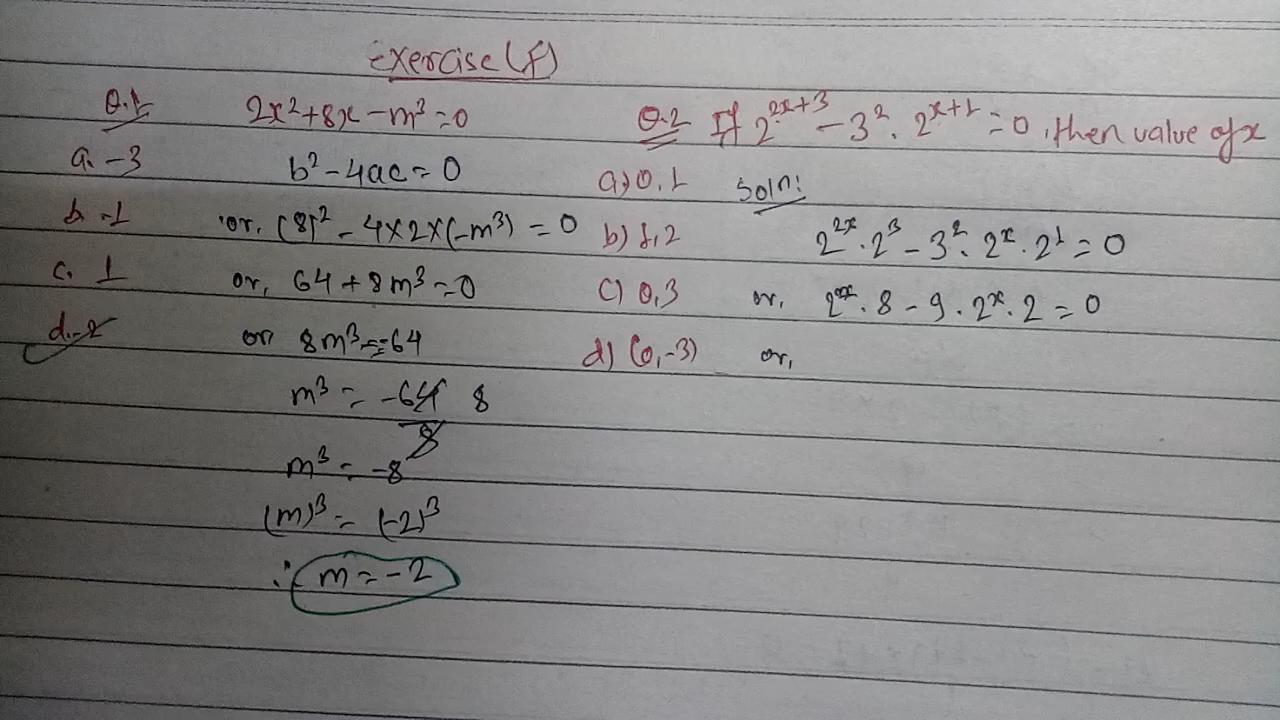 Exercise (f)
Q.1 2x²+8x-m³=0
a. -3 b²-4ac=0
b. -1 or, (8)² - 4×2×(-m³) = 0
c. 1 or, 64 + 8m³ = 0
d. -2 or 8m³ = -64
m³ = -64/8 8
m³ = -8
(m)³ = (-2)³
∴ m = -2
Q.2 If 2^{2x+3} - 3². 2^{x+1} = 0, then value of x
a) 0, 1 Soln:
b) 1, 2 2^{2x} · 2³ - 3² · 2^x · 2¹ = 0
c) 0, 3 or, 2^{2x} · 8 - 9 · 2^x · 2 = 0
d) (0, -3) or,